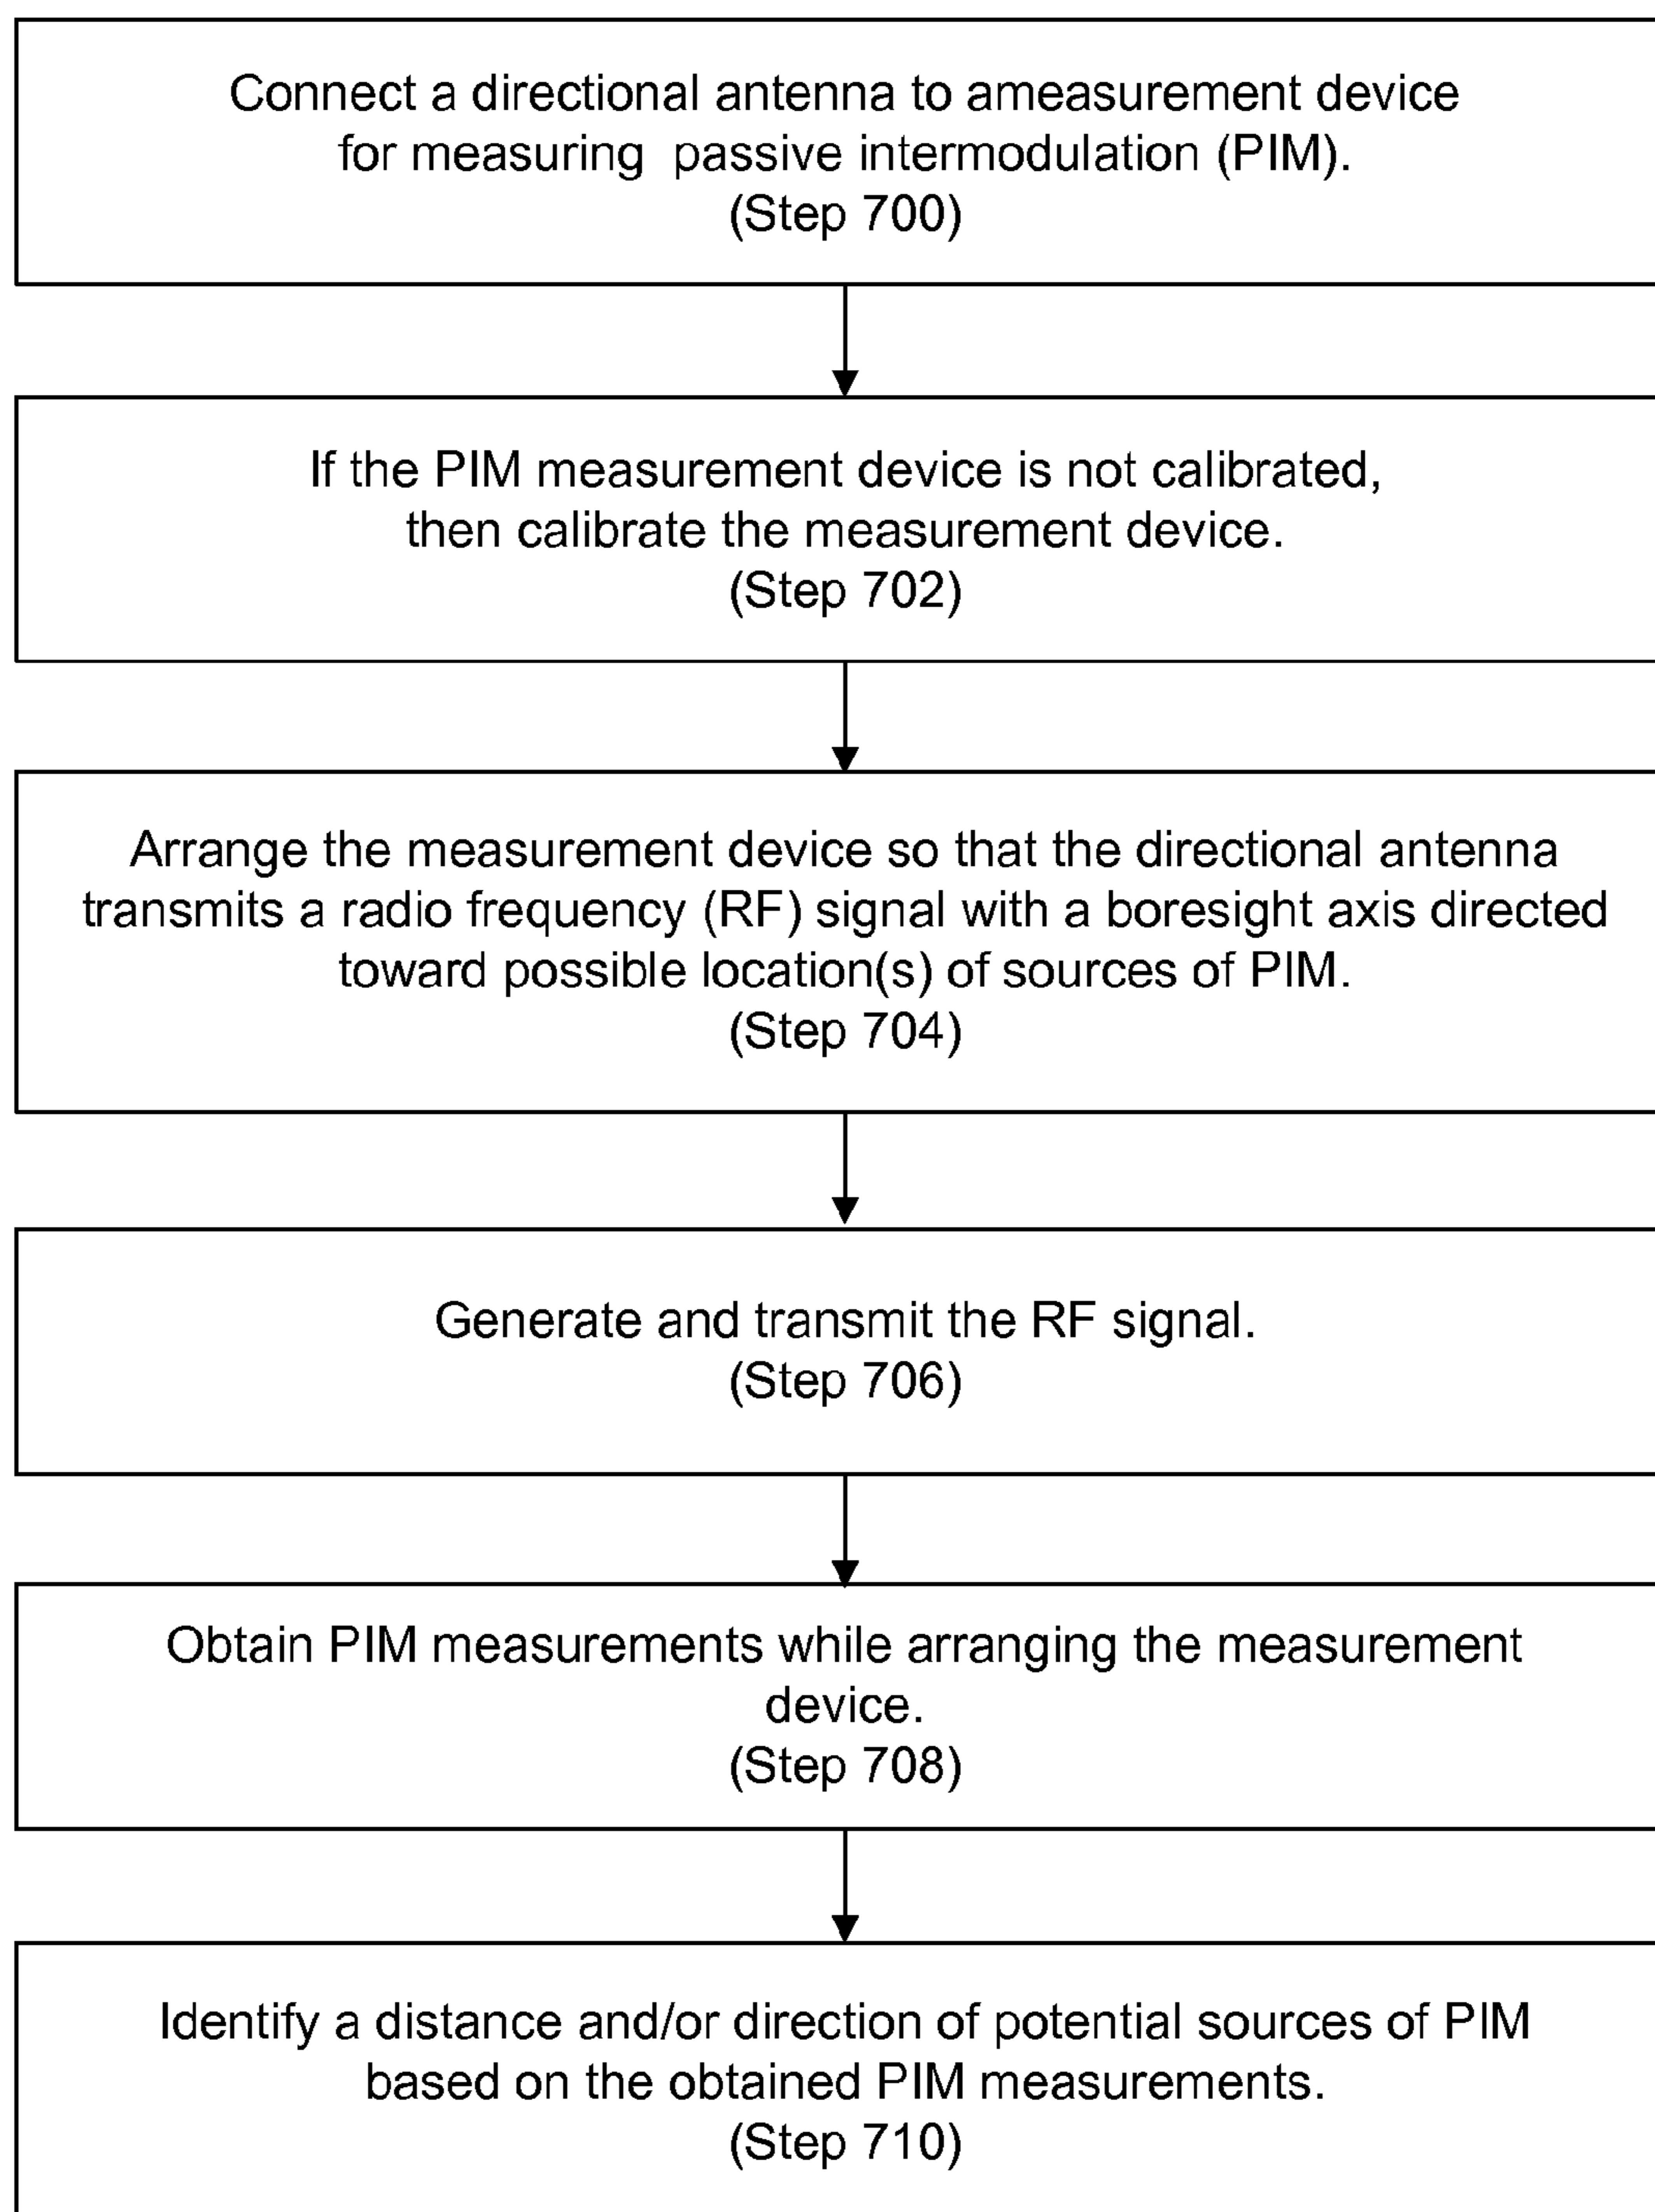 Connect a directional antenna to ameasurement device
for measuring passive intermodulation (PIM).
(Step 700)
If the PIM measurement device is not calibrated,
then calibrate the measurement device.
(Step 702)
Arrange the measurement device so that the directional antenna
transmits a radio frequency (RF) signal with a boresight axis directed
toward possible location(s) of sources of PIM.
(Step 704)
Generate and transmit the RF signal.
(Step 706)
Obtain PIM measurements while arranging the measurement
device.
(Step 708)
Identify a distance and/or direction of potential sources of PIM
based on the obtained PIM measurements.
(Step 710)